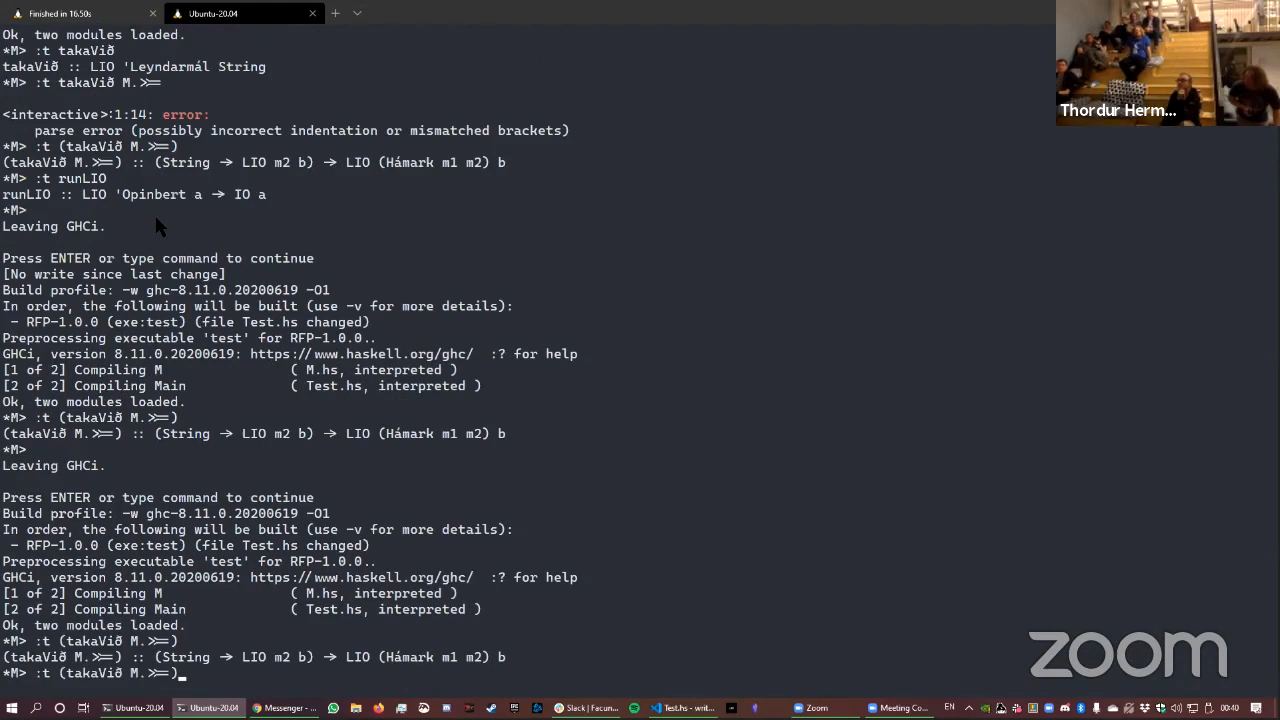 Finished in 16.50s
Ubuntu-20.04
Ok, two modules loaded.
*M> :t takaVið
takaVið :: LIO 'Leyndarmál String
*M> :t takaVið M.>>=
<interactive>:1:14: error:
    parse error (possibly incorrect indentation or mismatched brackets)
*M> :t (takaVið M.>>=)
(takaVið M.>>=) :: (String -> LIO m2 b) -> LIO (Hámark m1 m2) b
*M> :t runLIO
runLIO :: LIO 'Opinbert a -> IO a
*M>
Leaving GHCi.
Press ENTER or type command to continue
[No write since last change]
Build profile: -w ghc-8.11.0.20200619 -O1
In order, the following will be built (use -v for more details):
 - RFP-1.0.0 (exe:test) (file Test.hs changed)
Preprocessing executable 'test' for RFP-1.0.0..
GHCi, version 8.11.0.20200619: https://www.haskell.org/ghc/  :? for help
[1 of 2] Compiling M                ( M.hs, interpreted )
[2 of 2] Compiling Main             ( Test.hs, interpreted )
Ok, two modules loaded.
*M> :t (takaVið M.>>=)
(takaVið M.>>=) :: (String -> LIO m2 b) -> LIO (Hámark m1 m2) b
*M>
Leaving GHCi.
Press ENTER or type command to continue
Build profile: -w ghc-8.11.0.20200619 -O1
In order, the following will be built (use -v for more details):
 - RFP-1.0.0 (exe:test) (file Test.hs changed)
Preprocessing executable 'test' for RFP-1.0.0..
GHCi, version 8.11.0.20200619: https://www.haskell.org/ghc/  :? for help
[1 of 2] Compiling M                ( M.hs, interpreted )
[2 of 2] Compiling Main             ( Test.hs, interpreted )
Ok, two modules loaded.
*M> :t (takaVið M.>>=)
(takaVið M.>>=) :: (String -> LIO m2 b) -> LIO (Hámark m1 m2) b
*M> :t (takaVið M.>>=)
Thordur Herm...
zoom
Ubuntu-20.04
Ubuntu-20.04
Messenger - ...
Slack | Facun...
Test.hs - writ...
Zoom
Meeting Co...
EN
00:40